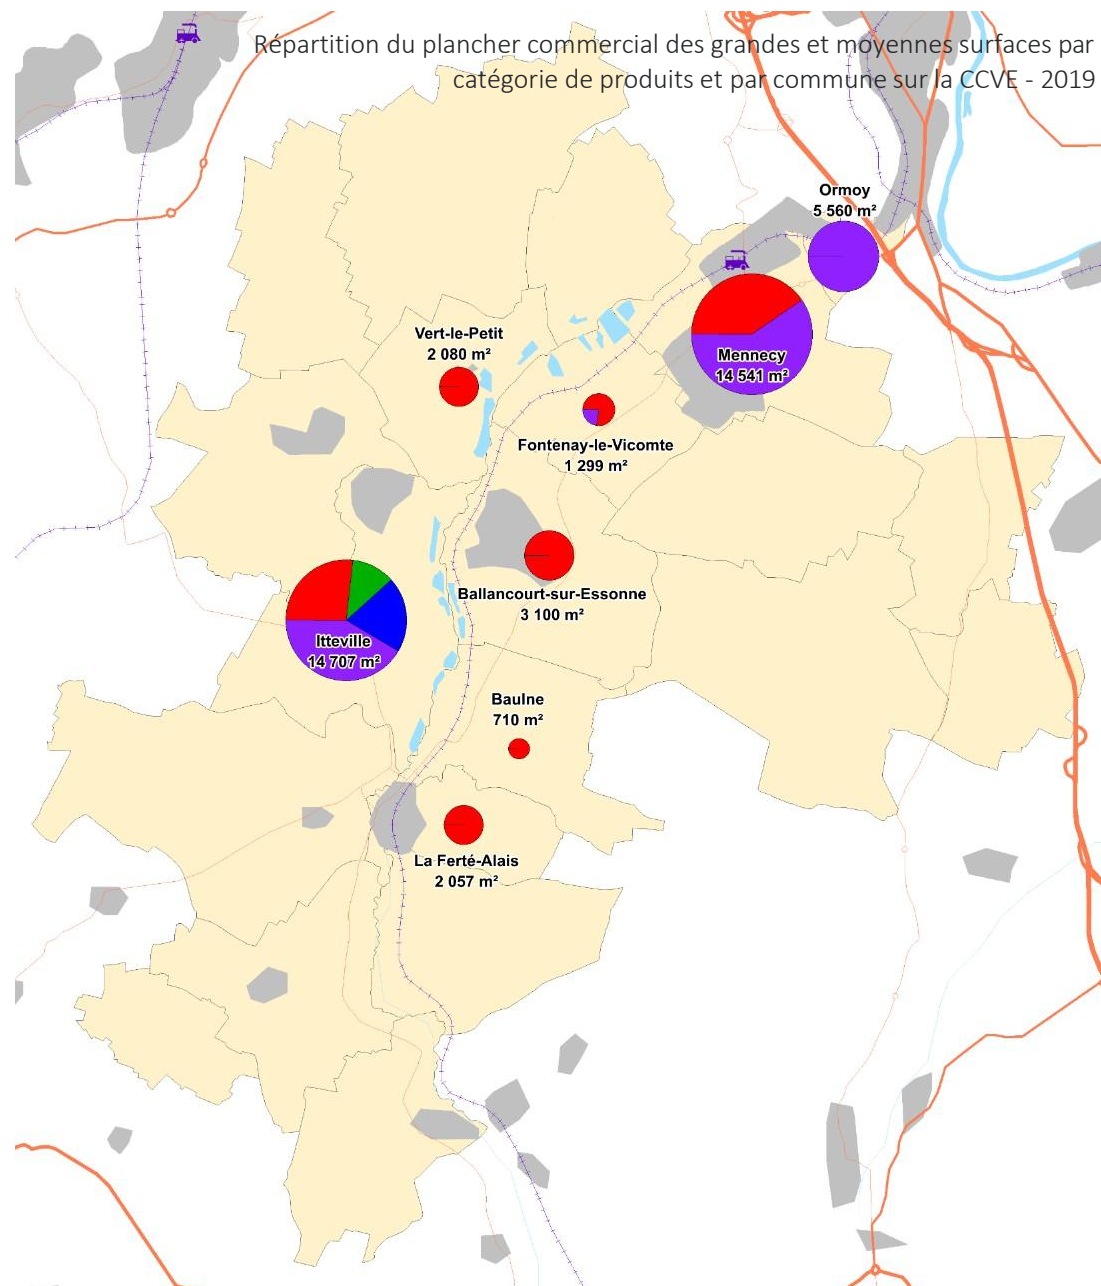 Répartition du plancher commercial des grandes et moyennes surfaces par
catégorie de produits et par commune sur la CCVE - 2019
Ormoy
5 560 m²
Mennecy
14 541 m²
Vert-le-Petit
2 080 m²
Fontenay-le-Vicomte
1 299 m²
Ballancourt-sur-Essonne
3 100 m²
Itteville
14 707 m²
Baulne
710 m²
La Ferté-Alais
2 057 m²